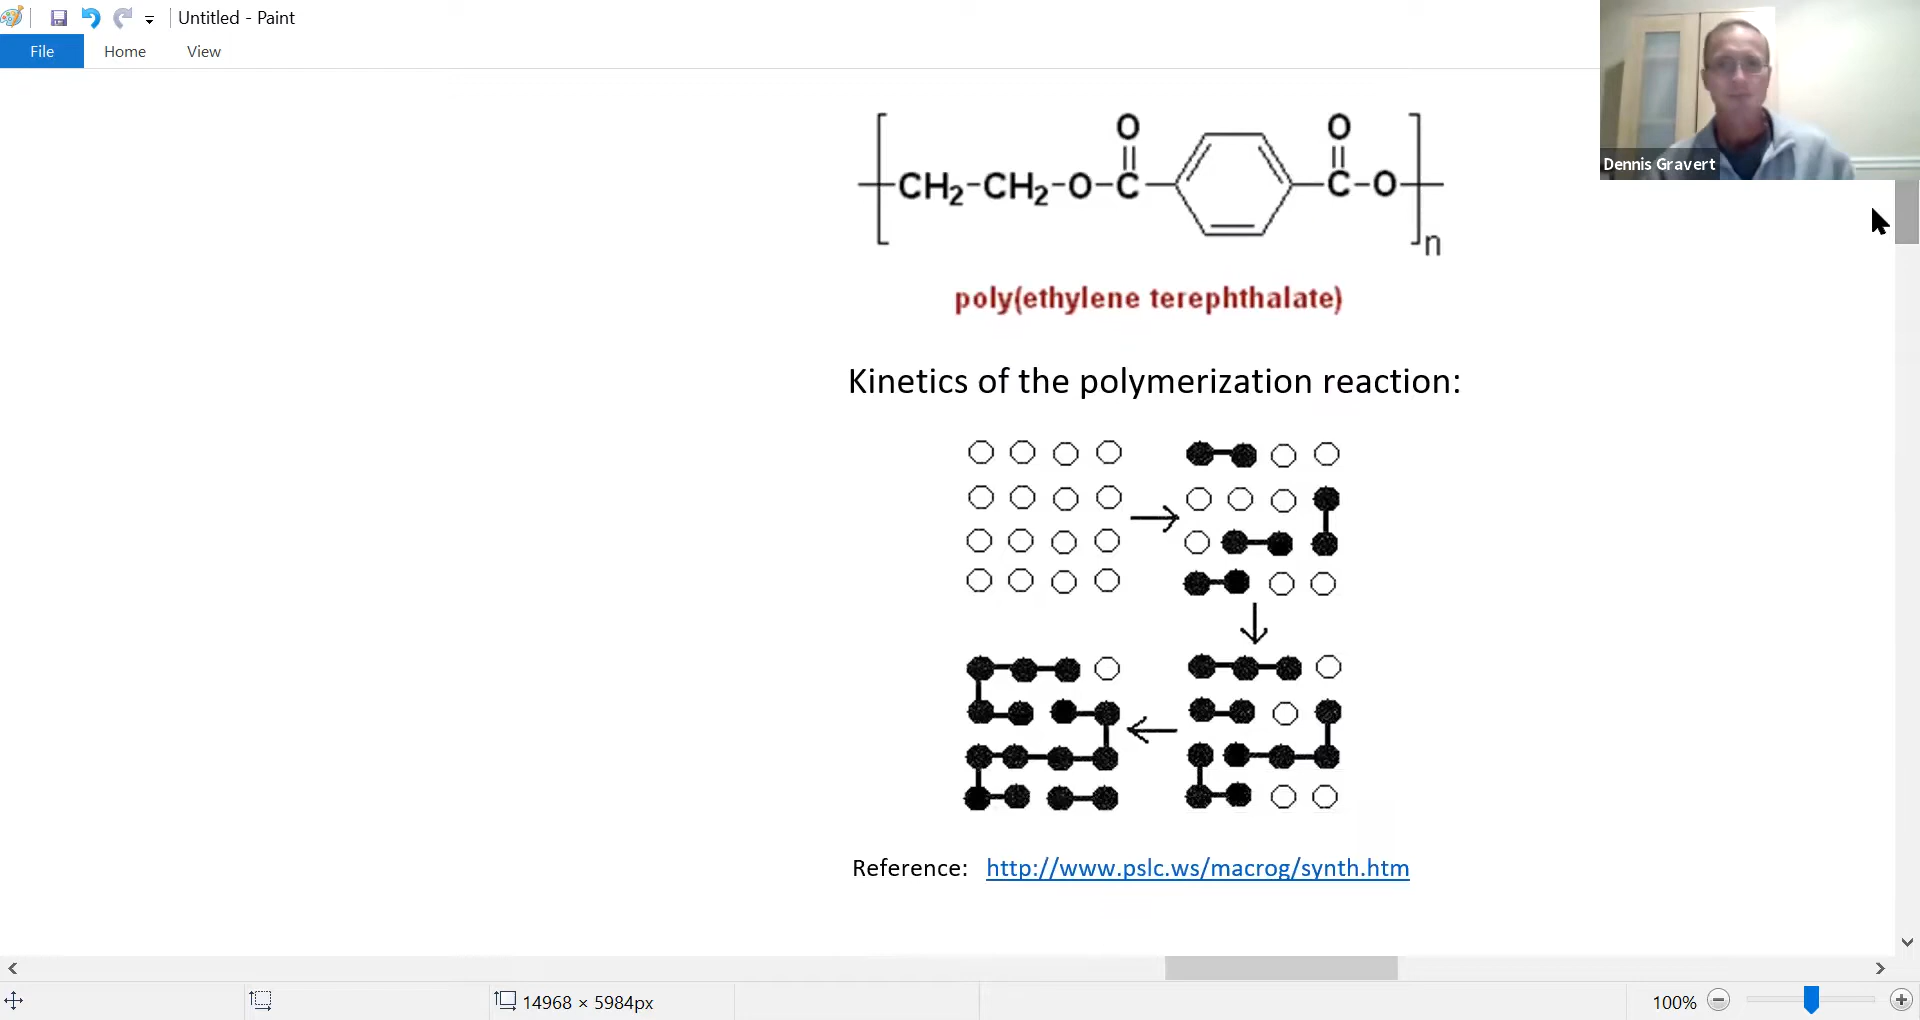 Untitled - Paint
File Home View
Dennis Gravert
O O
CH2-CH2-O-C C-O
n
poly(ethylene terephthalate)
Kinetics of the polymerization reaction:
Reference: http://www.pslc.ws/macrog/synth.htm
14968 × 5984px
100%